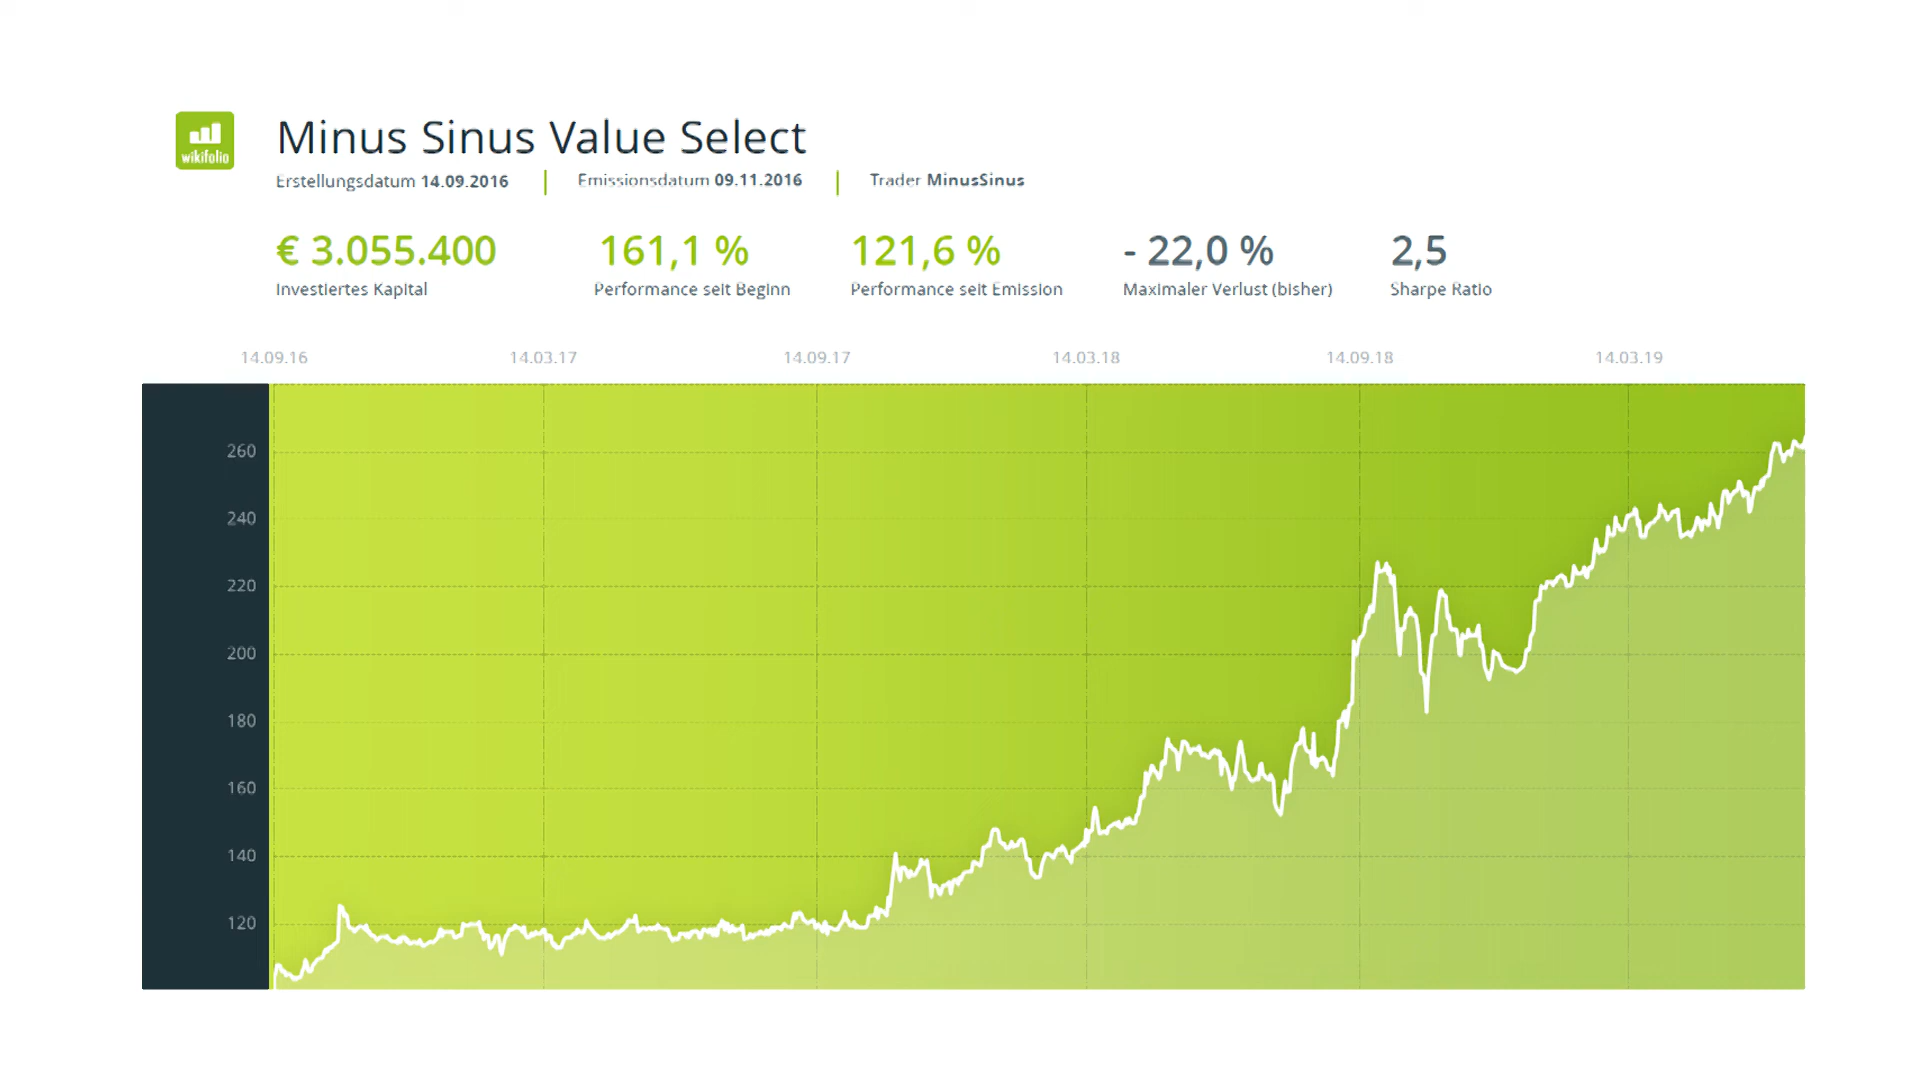 wikifolio
Minus Sinus Value Select
Erstellungsdatum 14.09.2016 Emissionsdatum 09.11.2016 Trader MinusSinus
€ 3.055.400 161,1 % 121,6 % - 22,0 % 2,5
Investiertes Kapital Performance seit Beginn Performance seit Emission Maximaler Verlust (bisher) Sharpe Ratio
14.09.16 14.03.17 14.09.17 14.03.18 14.09.18 14.03.19
260
240
220
200
180
160
140
120